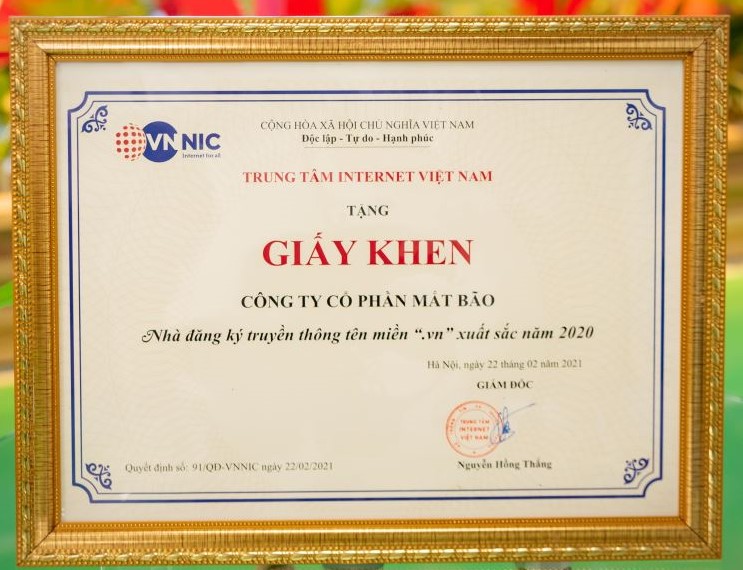 VNNIC
Internet for all
CỘNG HÒA XÃ HỘI CHỦ NGHĨA VIỆT NAM
Độc lập - Tự do - Hạnh phúc
TRUNG TÂM INTERNET VIỆT NAM
TẶNG
GIẤY KHEN
CÔNG TY CỔ PHẦN MẮT BÃO
Nhà đăng ký truyền thông tên miền “.vn” xuất sắc năm 2020
Hà Nội, ngày 22 tháng 02 năm 2021
GIÁM ĐỐC
TRUNG TÂM
INTERNET
VIỆT NAM
Quyết định số: 91/QĐ-VNNIC ngày 22/02/2021
Nguyễn Hồng Thắng